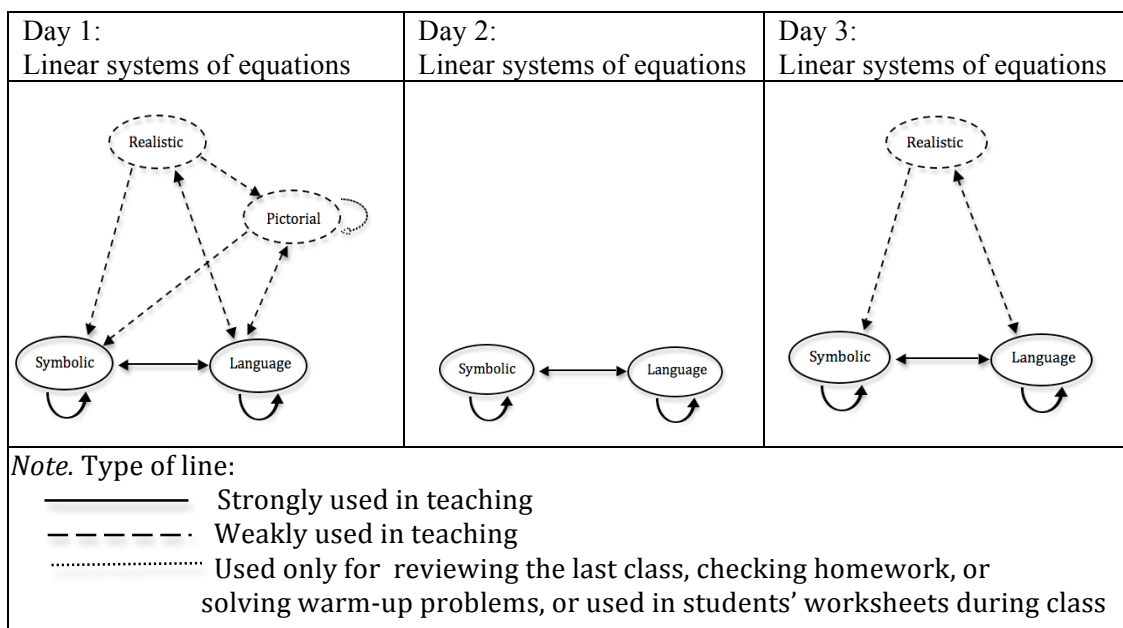 Day 1:
Linear systems of equations
Day 2:
Linear systems of equations
Day 3:
Linear systems of equations
Realistic
Pictorial
Symbolic
Language
Symbolic
Language
Realistic
Symbolic
Language
Note. Type of line:
Strongly used in teaching
Weakly used in teaching
Used only for reviewing the last class, checking homework, or
solving warm-up problems, or used in students’ worksheets during class